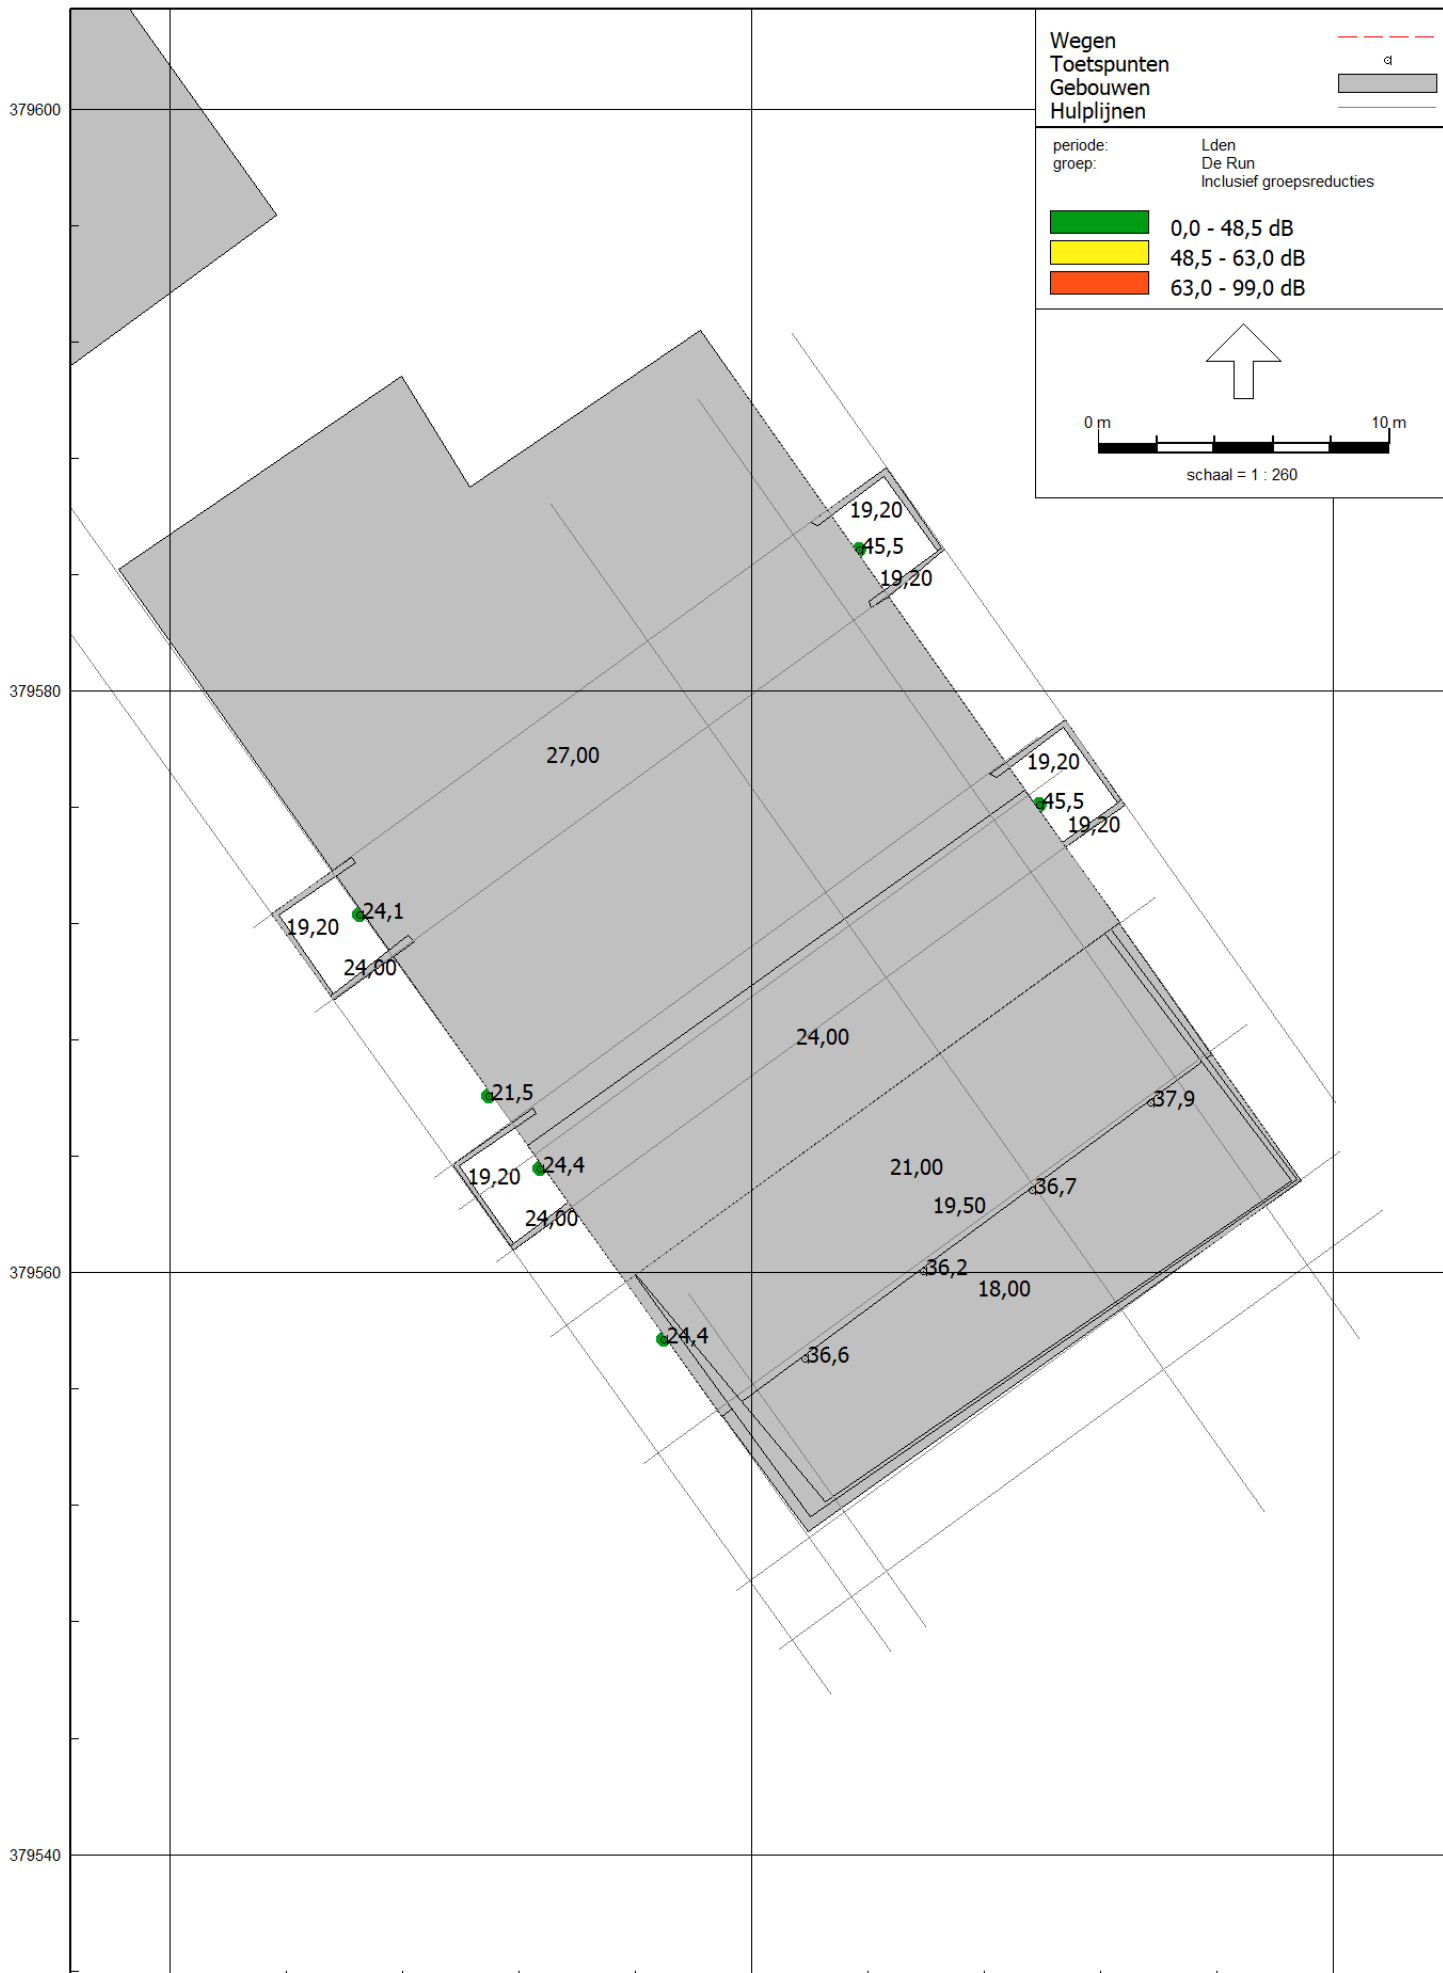 Wegen
Toetspunten
Gebouwen
Hulplijnen
periode: Lden
groep: De Run
Inclusief groepsreducties
0,0 - 48,5 dB
48,5 - 63,0 dB
63,0 - 99,0 dB
0 m 10 m
schaal = 1 : 260
379600
19,20
45,5
19,20
379580
27,00
19,20
45,5
19,20
24,1
19,20
24,00
24,00
21,5
37,9
24,4
19,20
21,00
36,7
19,50
24,00
36,2
379560
18,00
24,4
36,6
379540